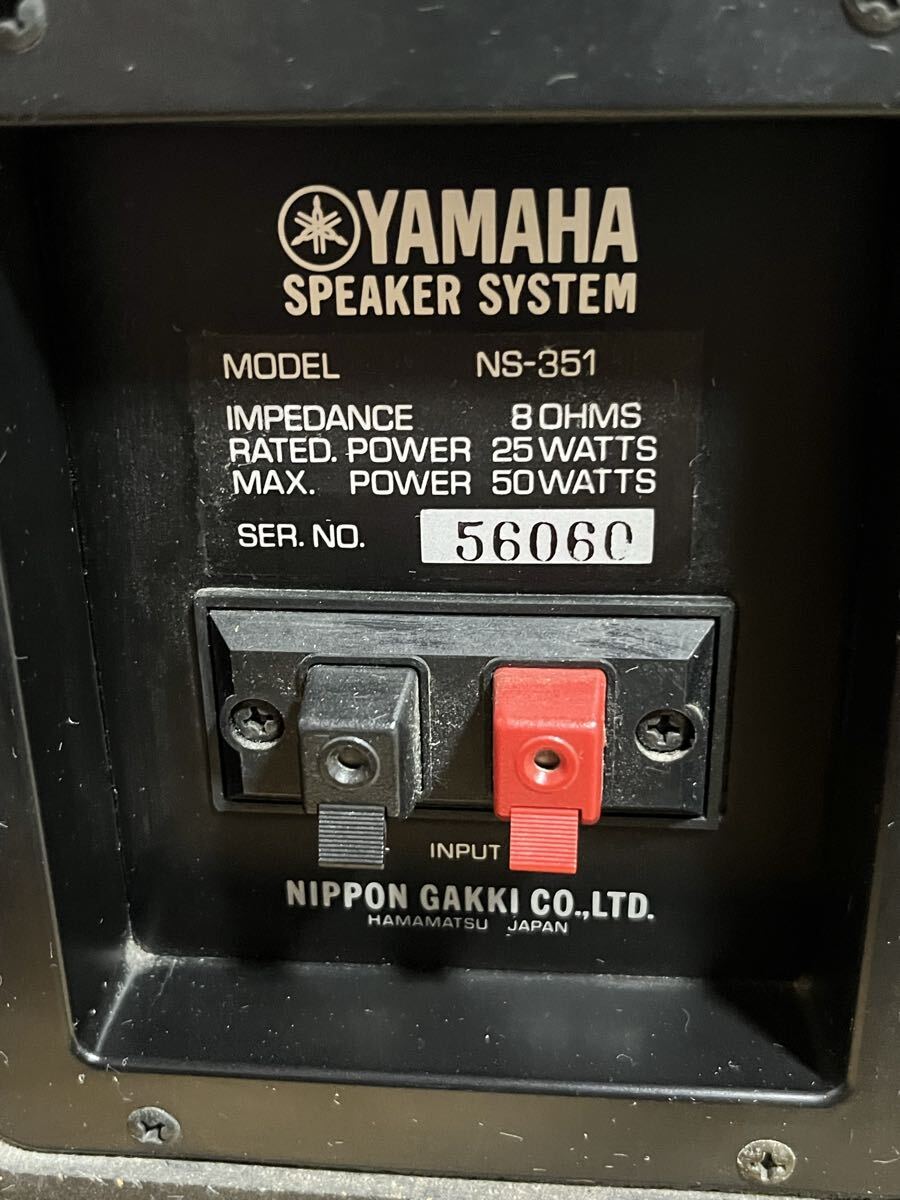 YAMAHA
SPEAKER SYSTEM
MODEL NS-351
IMPEDANCE 8 OHMS
RATED. POWER 25 WATTS
MAX. POWER 50 WATTS
SER. NO. 56060
INPUT
NIPPON GAKKI CO.,LTD.
HAMAMATSU JAPAN